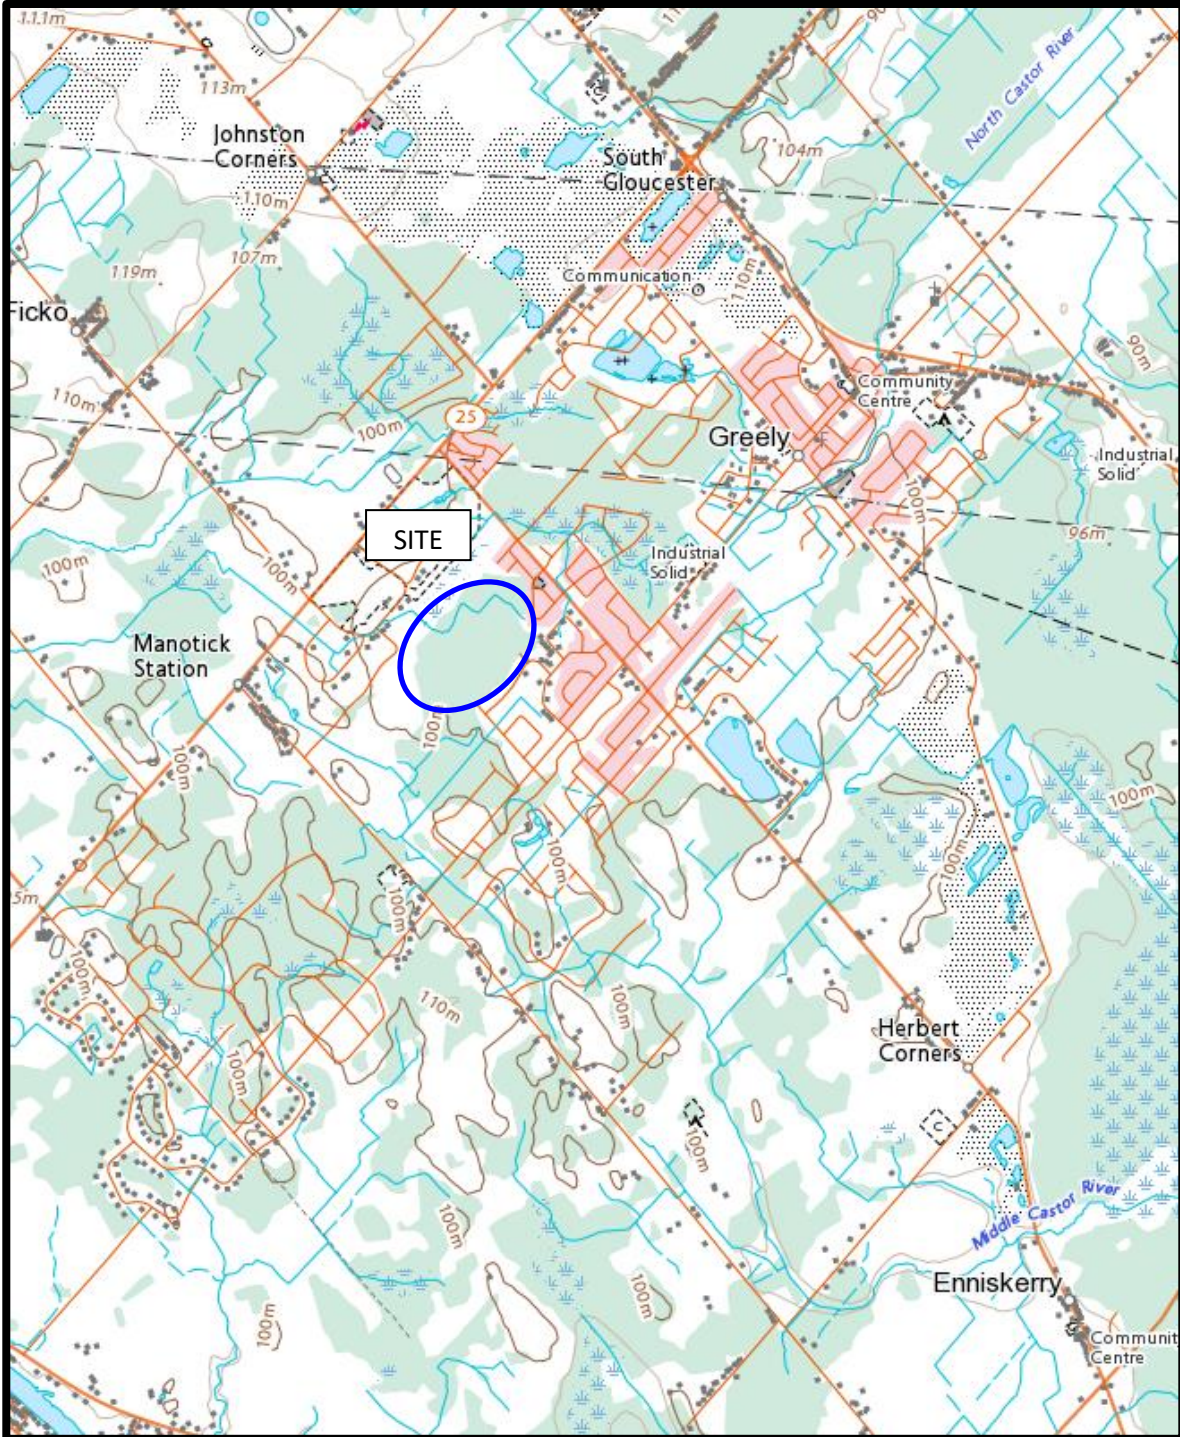 111m
113m
Johnston
Corners
110m
107m
119m
Ficko
110m
South
Gloucester
104m
90
North Castor River
Communication
110m
Community
Centre
Greely
90m
Industrial
Solid
100m
96m
25
100m
SITE
100m
100m
Industrial
Solid
Manotick
Station
100m
100m
100m
100m
100m
100m
5m
100m
100m
110m
100m
100m
Herbert
Corners
C
100m
100m
Middle Castor River
100m
100m
Enniskerry
Communit
Centre